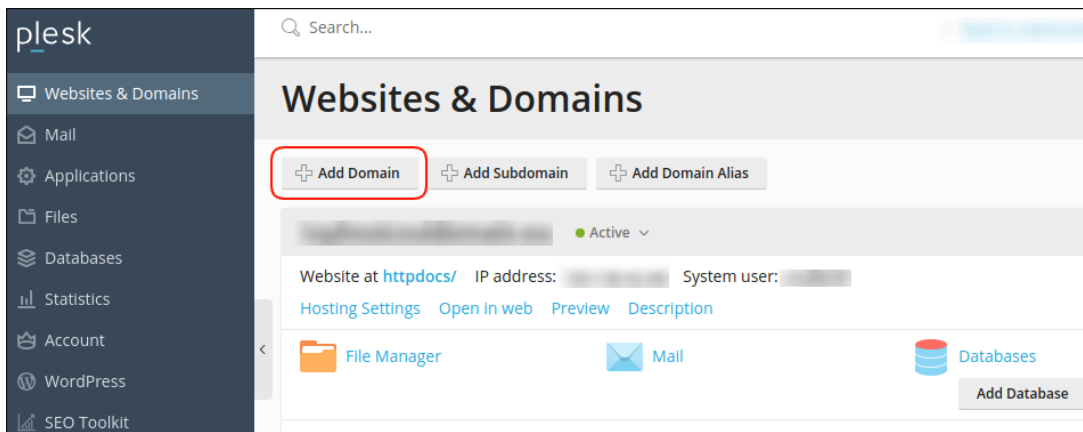 plesk
Search...
Websites & Domains
Mail
Applications
Files
Databases
Statistics
Account
WordPress
SEO Toolkit
Websites & Domains
Add Domain
Add Subdomain
Add Domain Alias
Active
Website at httpdocs/ IP address: System user:
Hosting Settings Open in web Preview Description
File Manager
Mail
Databases
Add Database